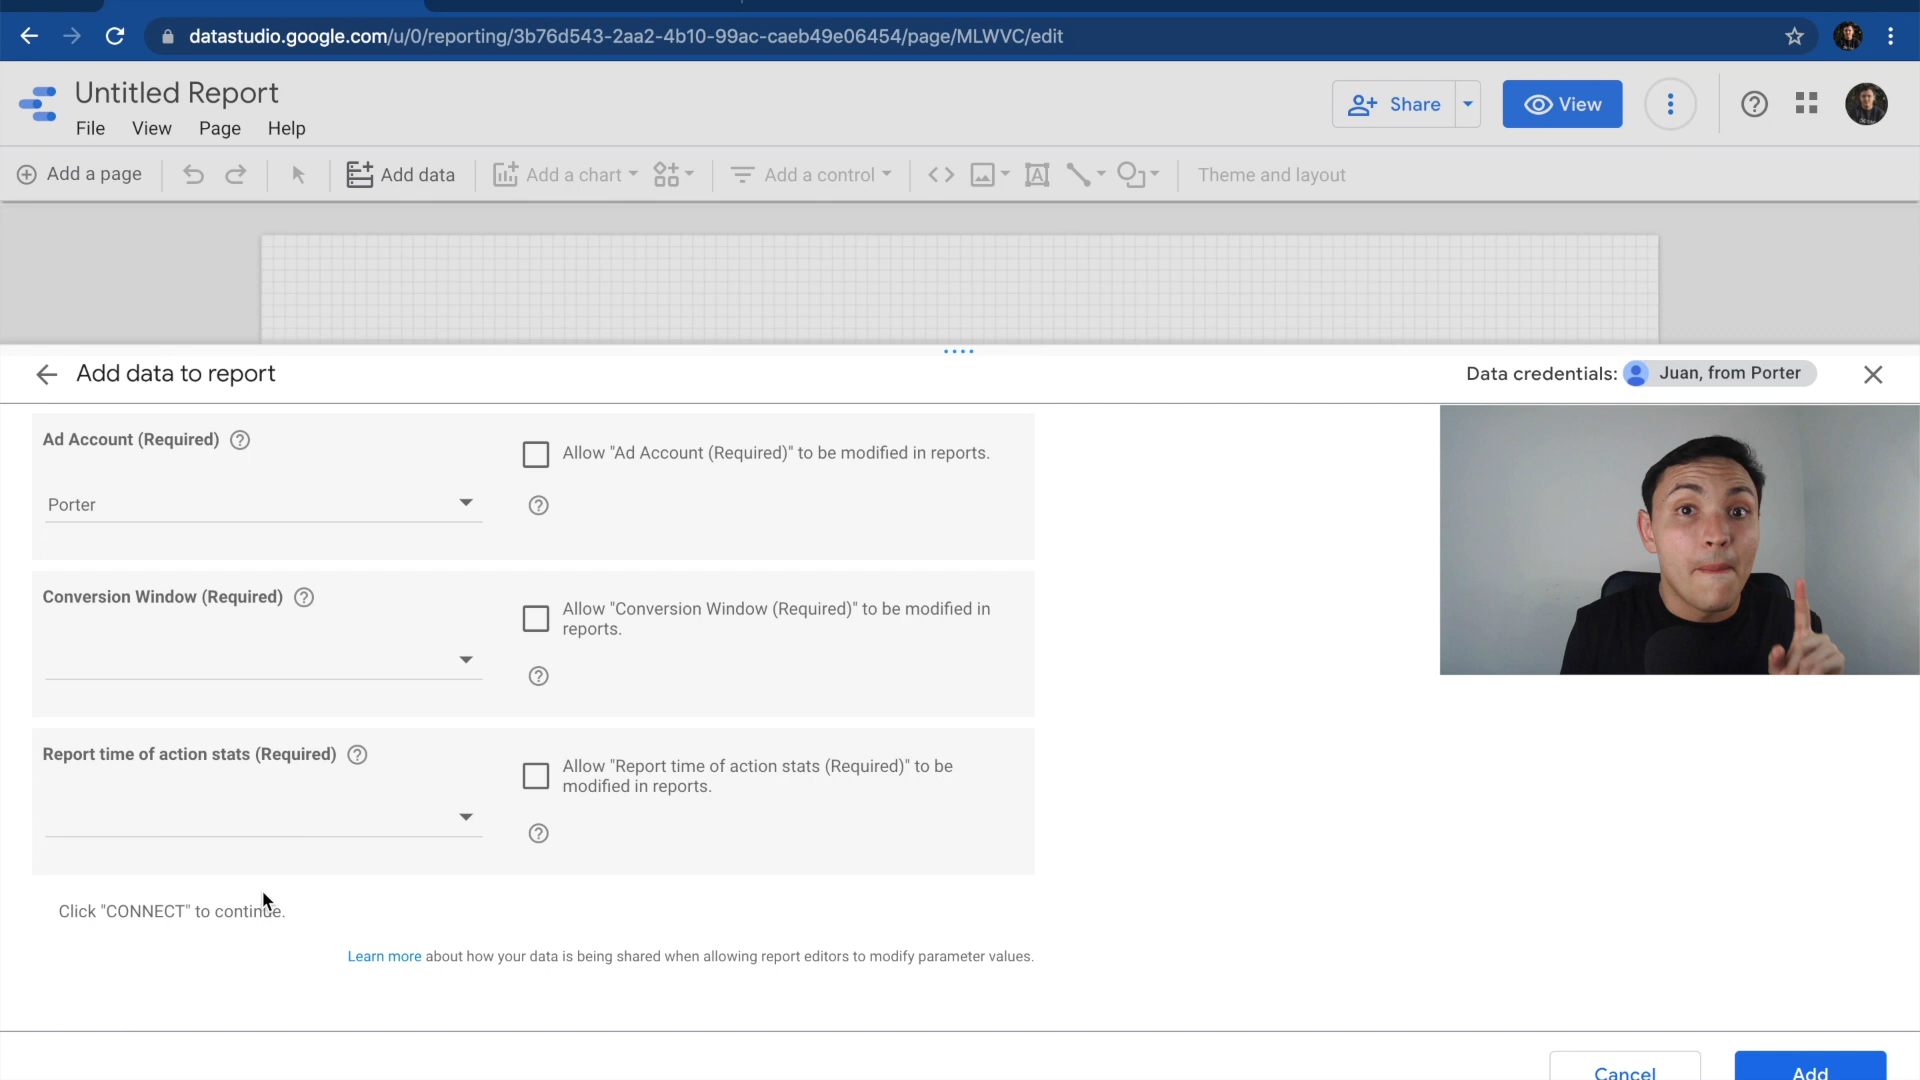 datastudio.google.com/u/0/reporting/3b76d543-2aa2-4b10-99ac-caeb49e06454/page/MLWVC/edit
Untitled Report
File View Page Help
Share
View
Add a page
Add data
Add a chart
Add a control
Theme and layout
Add data to report
Data credentials: Juan, from Porter
Ad Account (Required)
Allow "Ad Account (Required)" to be modified in reports.
Porter
Conversion Window (Required)
Allow "Conversion Window (Required)" to be modified in
reports.
Report time of action stats (Required)
Allow "Report time of action stats (Required)" to be
modified in reports.
Click "CONNECT" to continue.
Learn more about how your data is being shared when allowing report editors to modify parameter values.
Cancel
Add